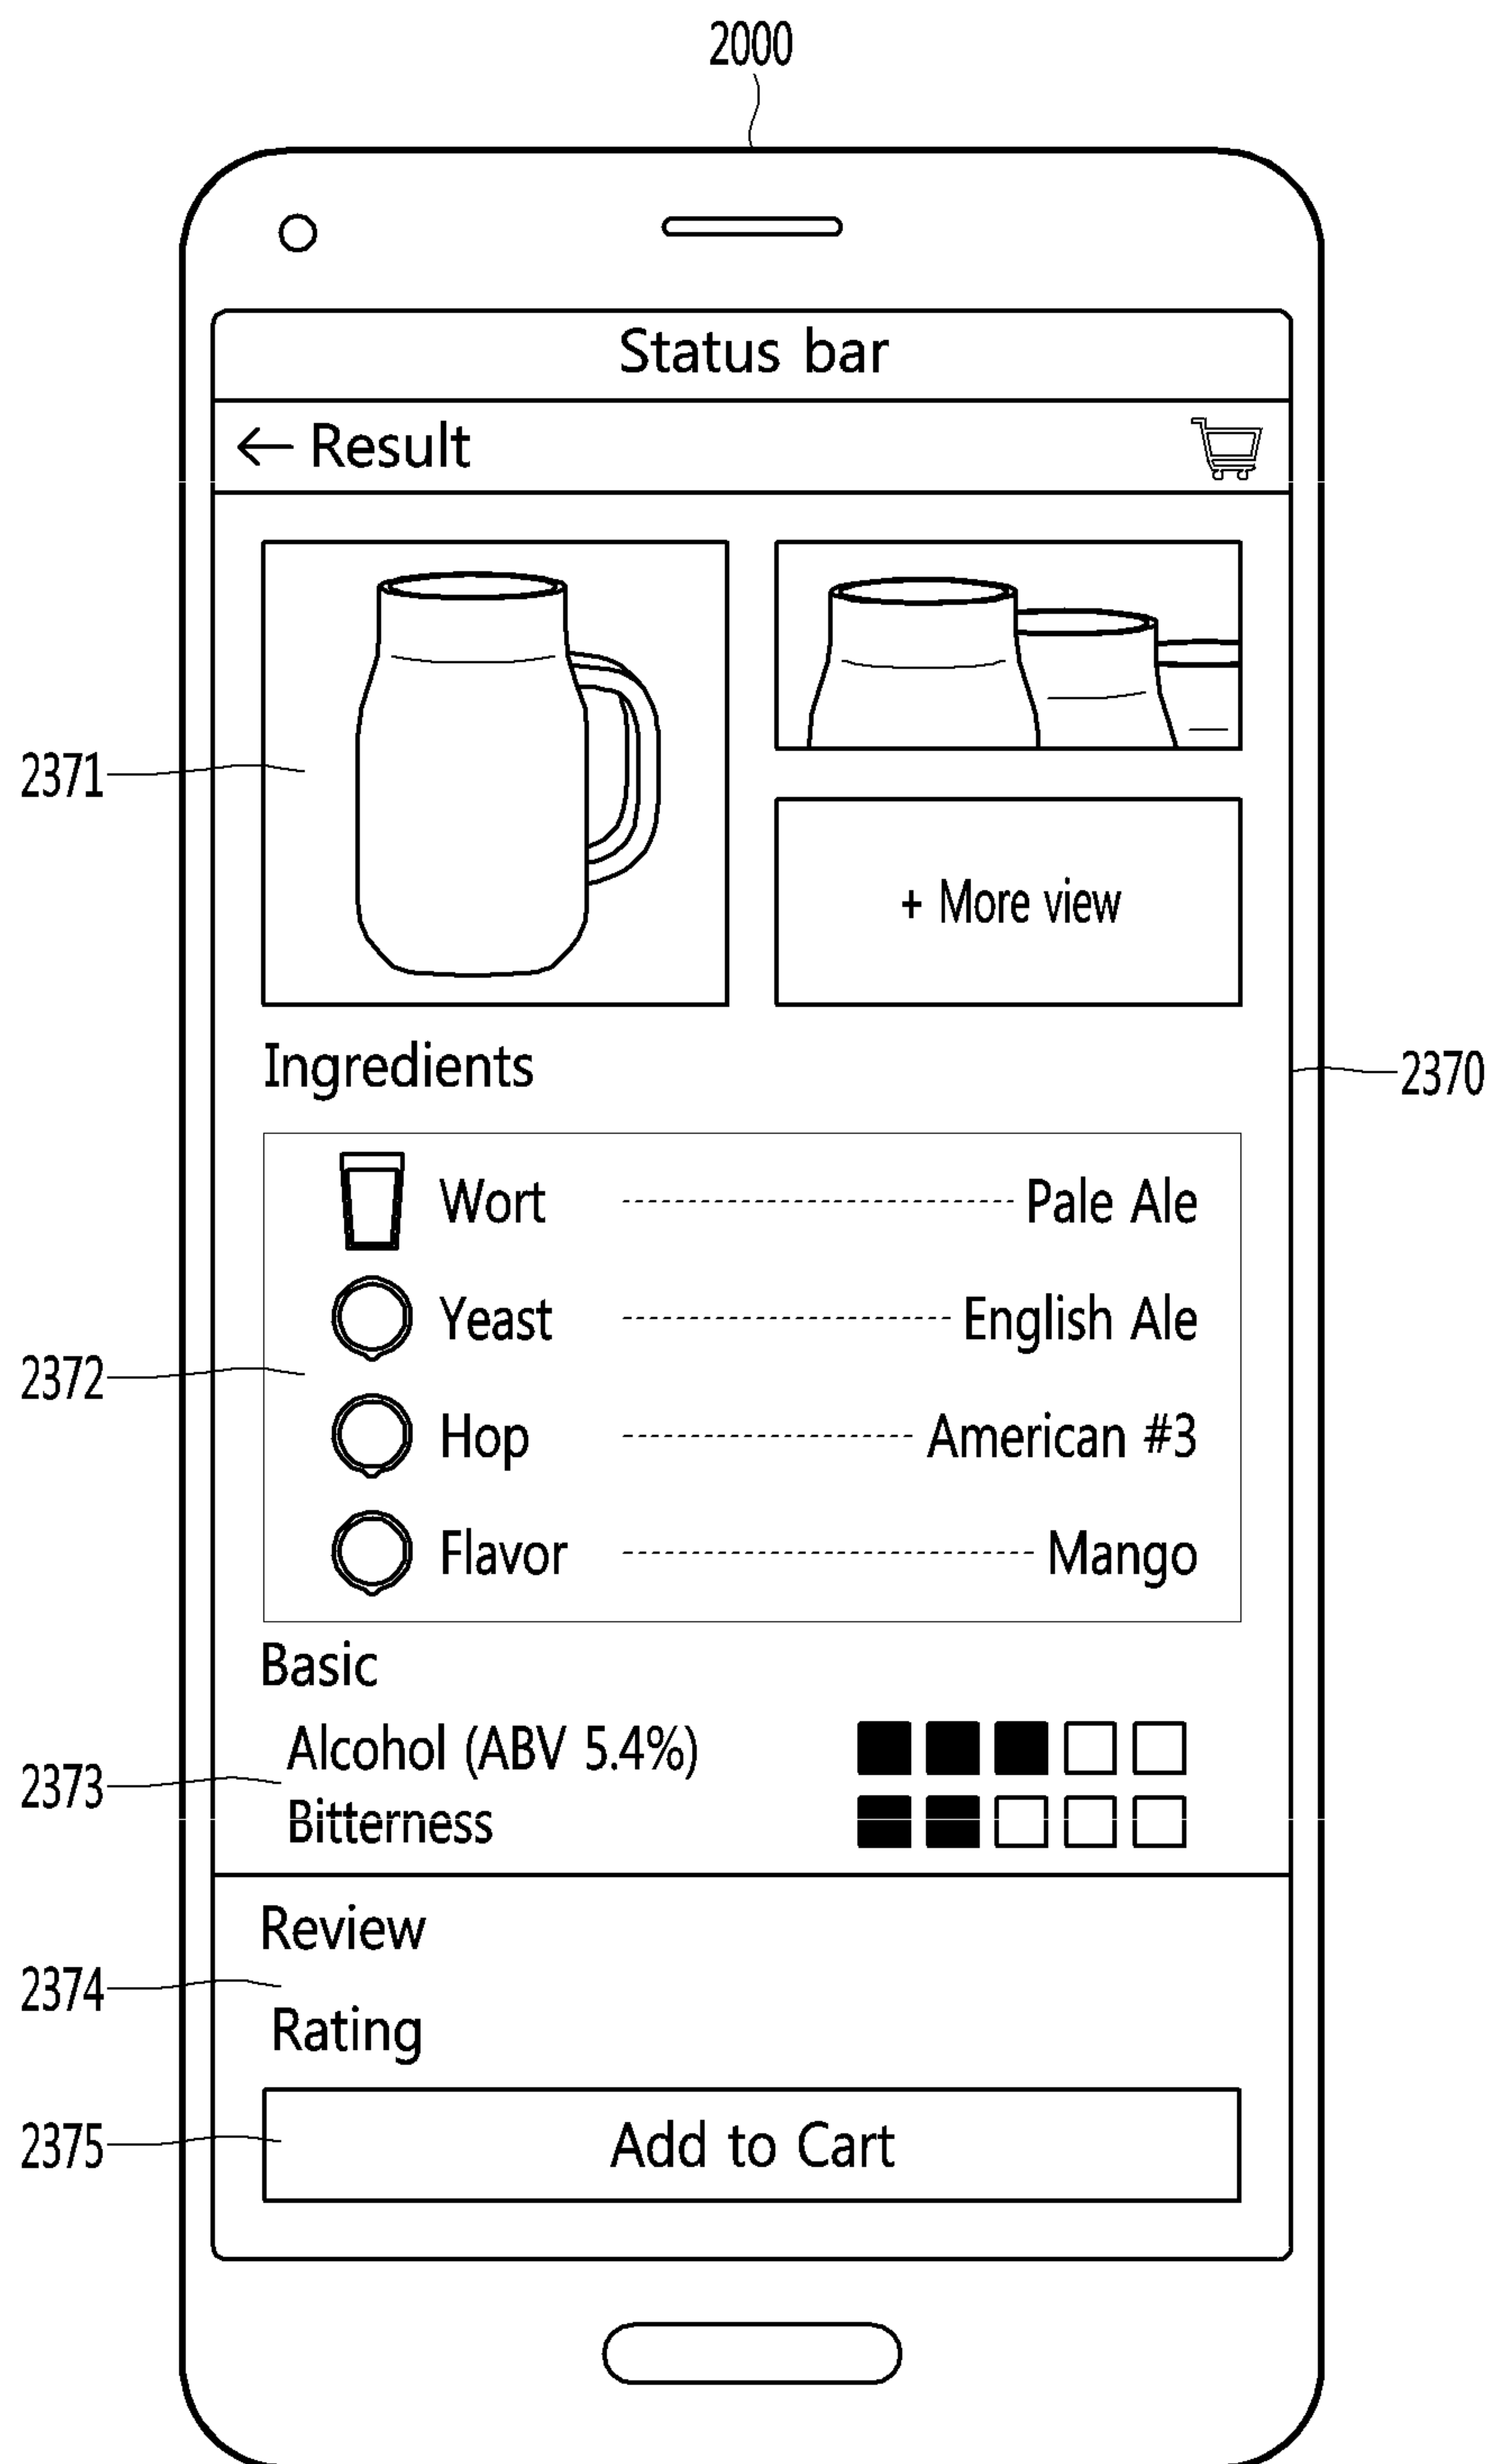 2000
Status bar
← Result
2371
+ More view
Ingredients
2370
Wort Pale Ale
Yeast English Ale
2372
Hop American #3
Flavor Mango
Basic
Alcohol (ABV 5.4%)
2373
Bitterness
Review
2374
Rating
2375
Add to Cart